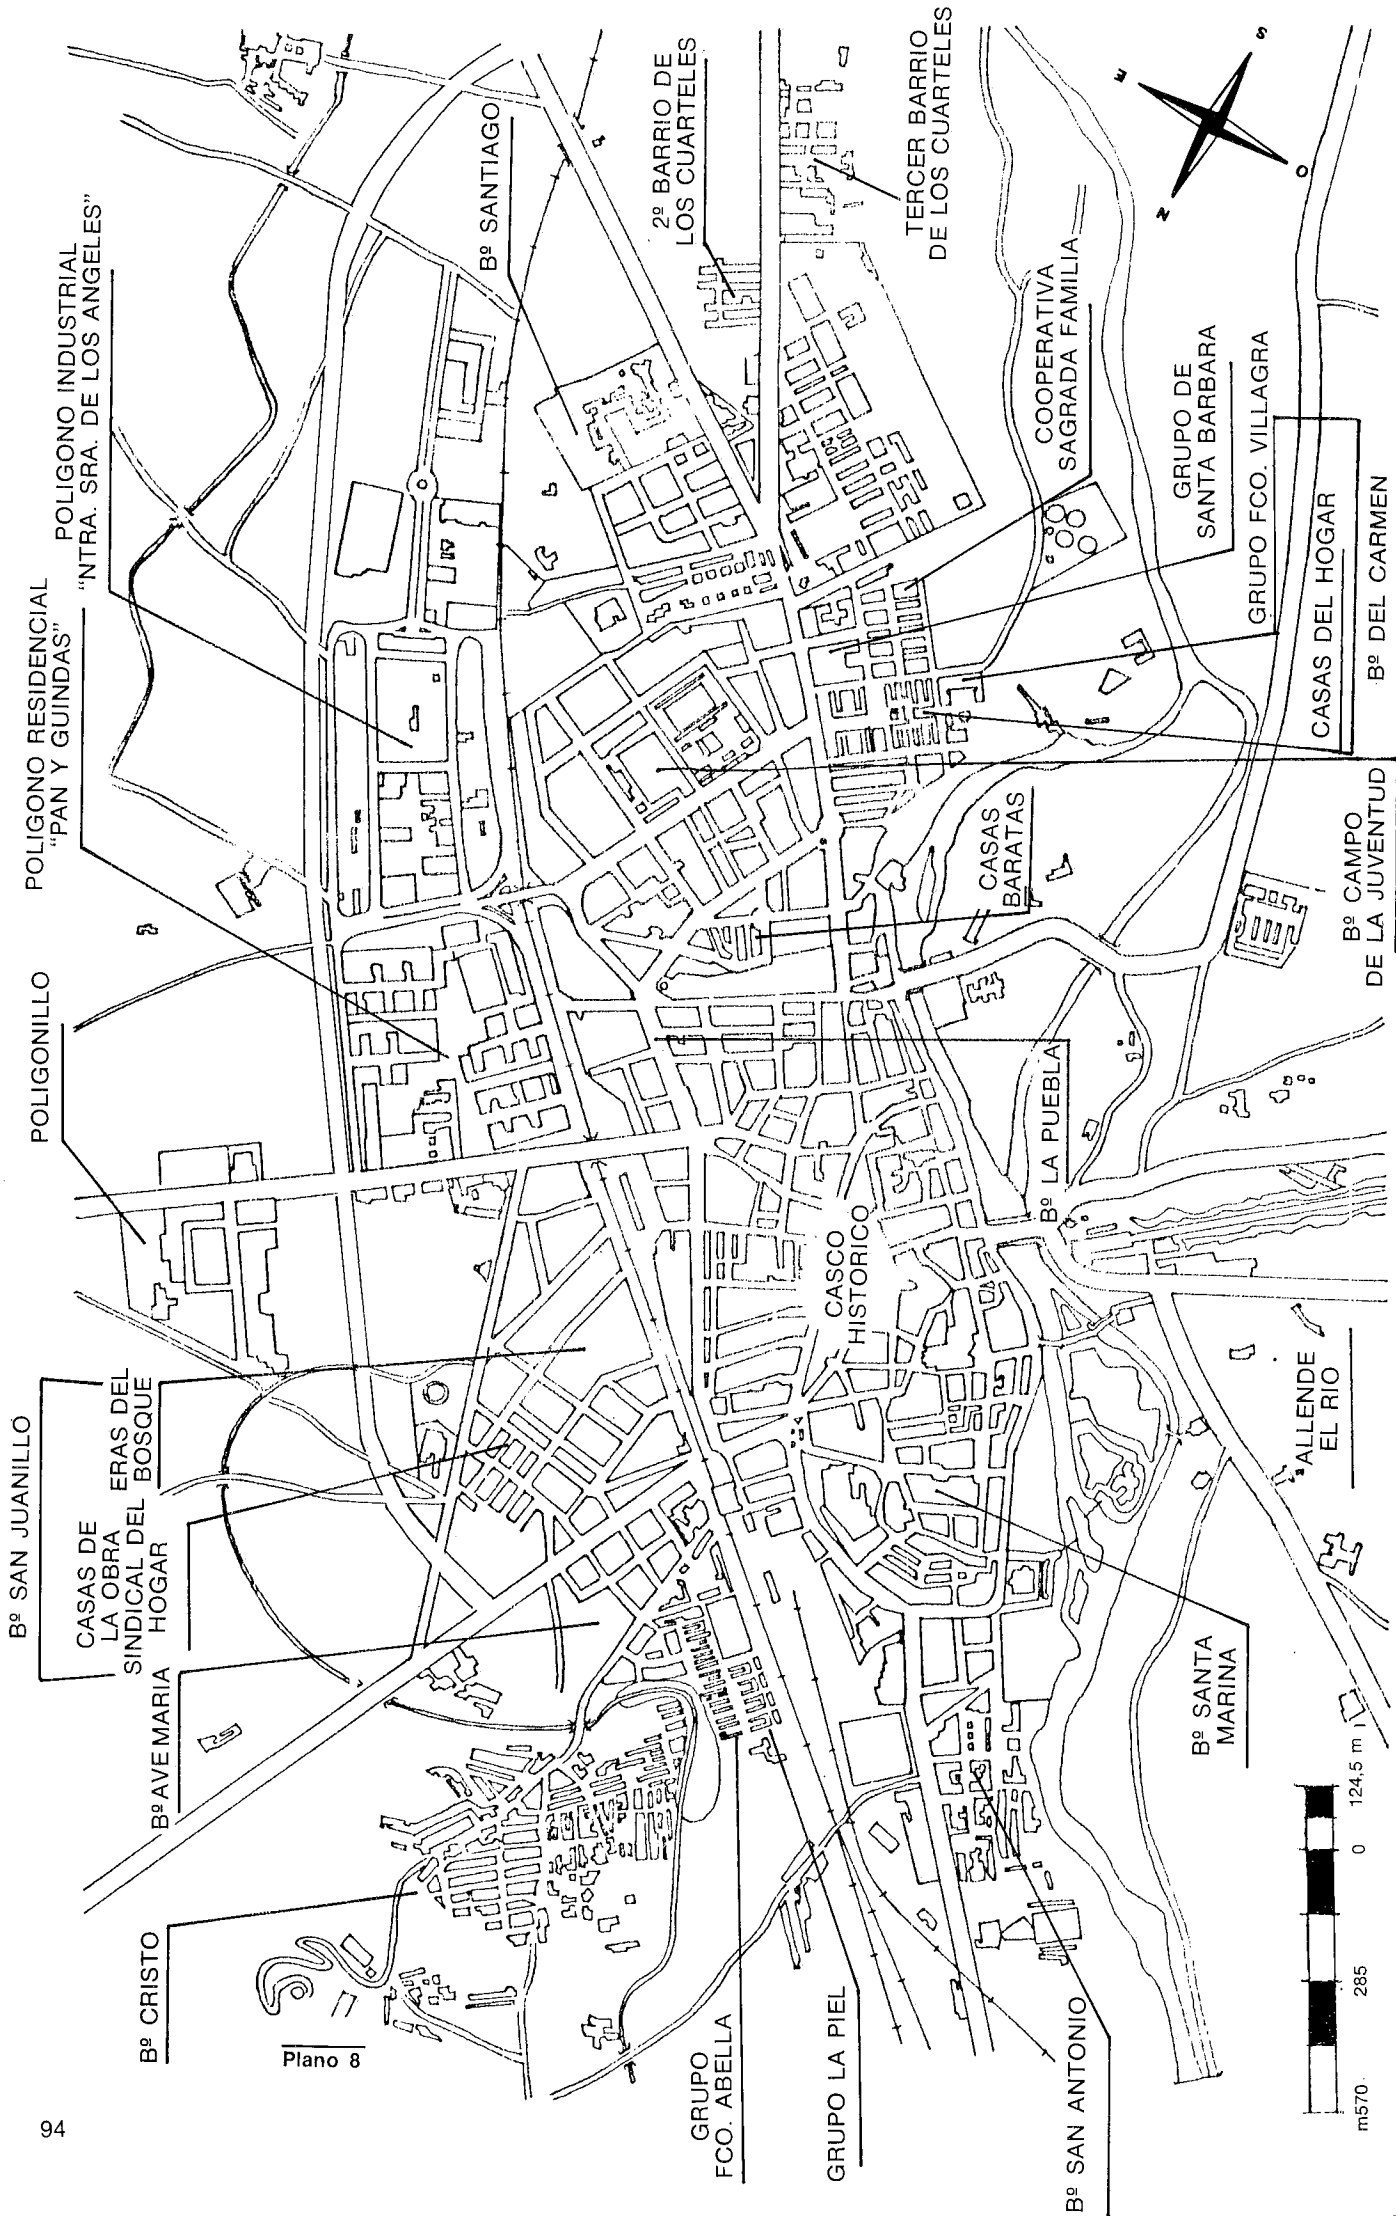 94
Plano 8
Bº CRISTO
Bº AVE MARIA
Bº SAN JUANILLO
CASAS DE
LA OBRA
SINDICAL DEL
HOGAR
ERAS DEL
BOSQUE
POLIGONILLO
POLIGONO RESIDENCIAL
"PAN Y GUINDAS"
POLIGONO INDUSTRIAL
"NTRA. SRA. DE LOS ANGELES"
Bº SANTIAGO
2º BARRIO DE
LOS CUARTELES
TERCER BARRIO
DE LOS CUARTELES
COOPERATIVA
SAGRADA FAMILIA
GRUPO DE
SANTA BARBARA
GRUPO FCO. VILLAGRA
CASAS DEL HOGAR
Bº DEL CARMEN
Bº CAMPO
DE LA JUVENTUD
CASAS
BARATAS
Bº LA PUEBLA
CASCO
HISTORICO
ALLENDE
EL RIO
Bº SANTA
MARINA
GRUPO
FCO. ABELLA
GRUPO LA PIEL
Bº SAN ANTONIO
m570
285
0
124,5 m
N
S
E
O